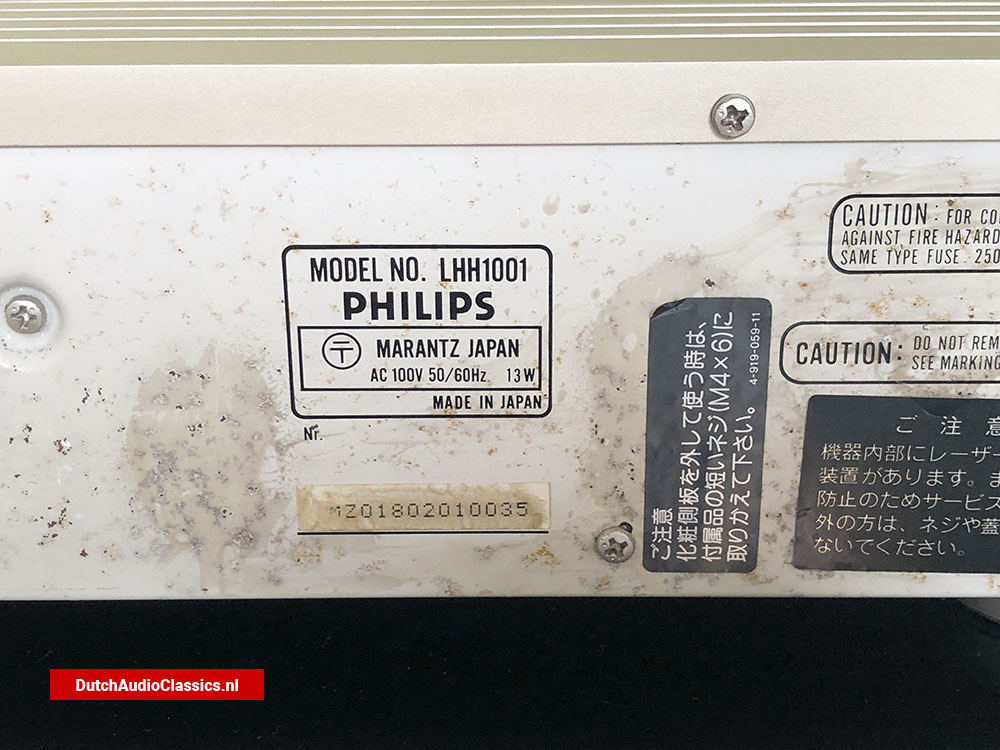 MODEL NO. LHH1001
PHILIPS
〒 MARANTZ JAPAN
AC 100V 50/60Hz 13W
MADE IN JAPAN
Nr.
MZ01802010035
ご注意
化粧側板を外して使う時は、
付属品の短いネジ(M4×6)に
取りかえて下さい。
4-919-059-11
CAUTION: FOR CO
AGAINST FIRE HAZARD
SAME TYPE FUSE. 250
CAUTION: DO NOT REM
SEE MARKING
ご注意
機器内部にレーザー
装置があります。ま
防止のためサービス
外の方は、ネジや蓋
ないてください。
DutchAudioClassics.nl